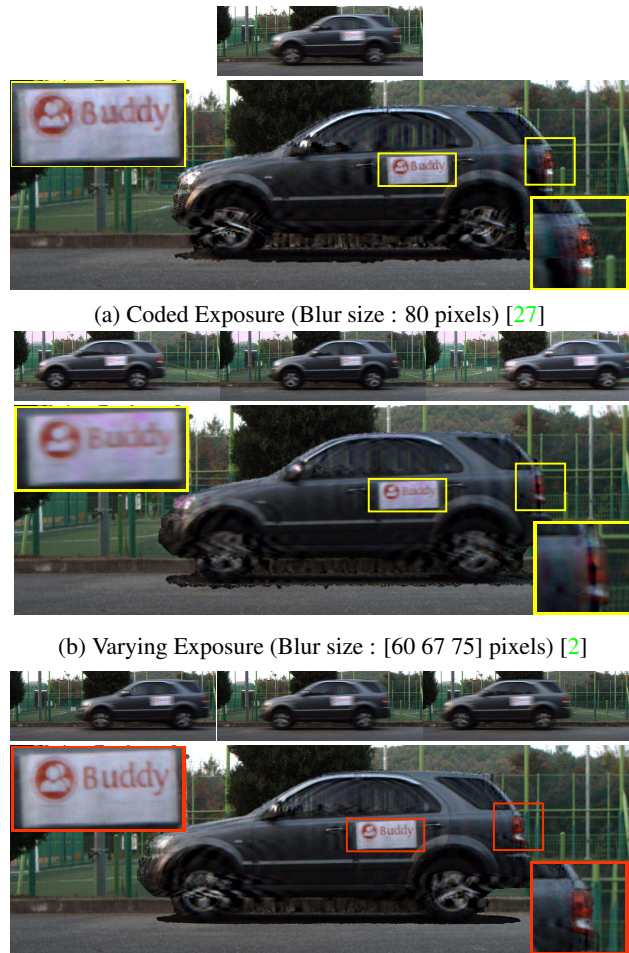 Buddy
Buddy
(a) Coded Exposure (Blur size : 80 pixels) [27]
Buddy
Buddy
(b) Varying Exposure (Blur size : [60 67 75] pixels) [2]
Buddy
Buddy